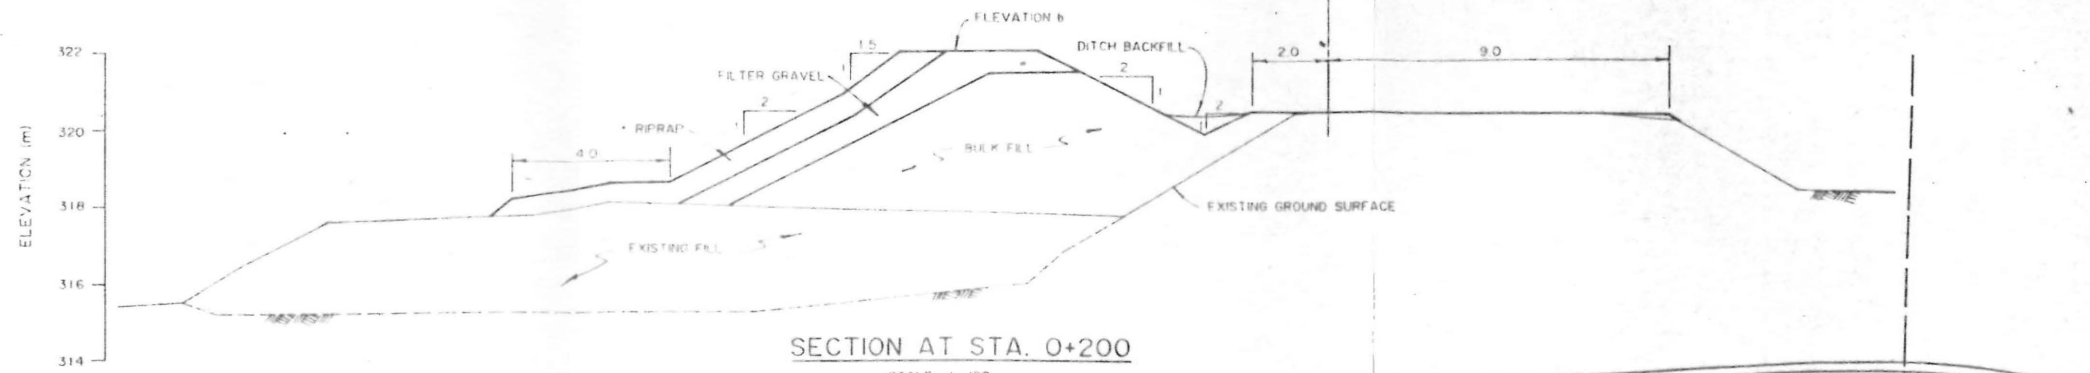 ELEVATION b
322
1.5
1
DITCH BACKFILL
2.0
9.0
FILTER GRAVEL
2
1
2
1
2
1
320
RIPRAP
4.0
BULK FILL
ELEVATION (m)
318
EXISTING GROUND SURFACE
EXISTING FILL
316
SECTION AT STA. 0+200
314